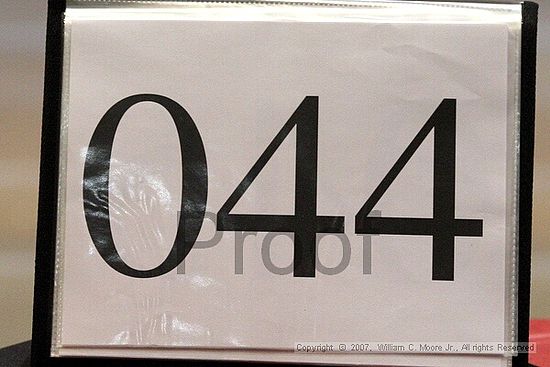 044
Proof
Copyright © 2007, William C. Moore Jr., All rights Reserved